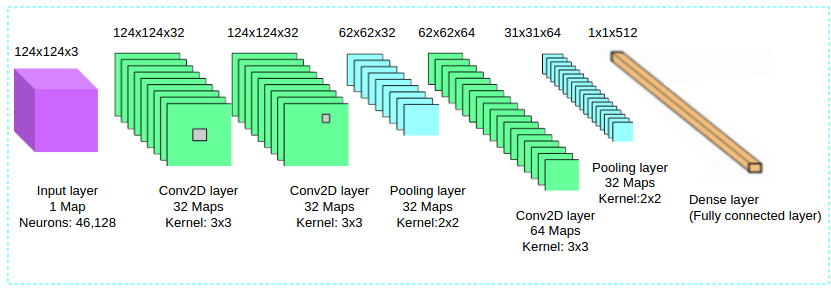 124x124x3
124x124x32
124x124x32
62x62x32
62x62x64
31x31x64
1x1x512
Input layer
1 Map
Neurons: 46,128
Conv2D layer
32 Maps
Kernel: 3x3
Conv2D layer
32 Maps
Kernel: 3x3
Pooling layer
32 Maps
Kernel:2x2
Conv2D layer
64 Maps
Kernel: 3x3
Pooling layer
32 Maps
Kernel:2x2
Dense layer
(Fully connected layer)